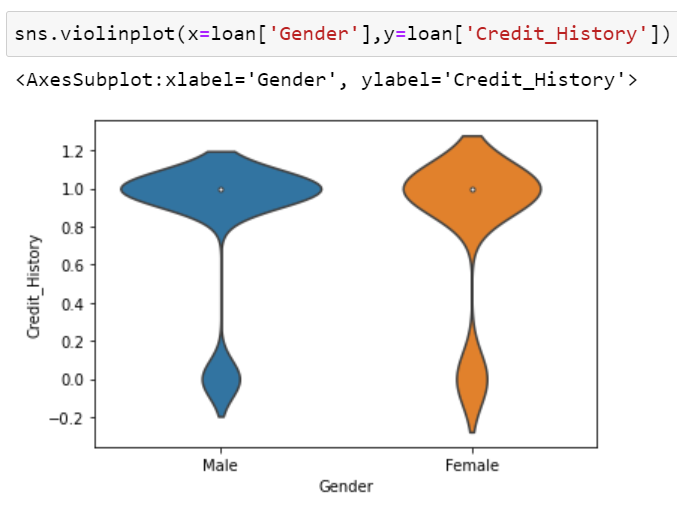 sns.violinplot(x=loan['Gender'],y=loan['Credit_History'])
<AxesSubplot:xlabel='Gender', ylabel='Credit_History'>
1.2
1.0
0.8
0.6
0.4
0.2
0.0
−0.2
Credit_History
Male Female
Gender